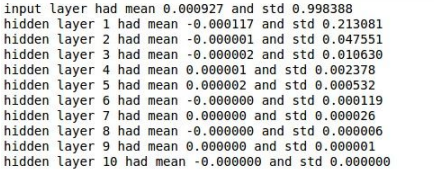 input layer had mean 0.000927 and std 0.998388
hidden layer 1 had mean -0.000117 and std 0.213081
hidden layer 2 had mean -0.000001 and std 0.047551
hidden layer 3 had mean -0.000002 and std 0.010630
hidden layer 4 had mean 0.000001 and std 0.002378
hidden layer 5 had mean 0.000002 and std 0.000532
hidden layer 6 had mean -0.000000 and std 0.000119
hidden layer 7 had mean 0.000000 and std 0.000026
hidden layer 8 had mean -0.000000 and std 0.000006
hidden layer 9 had mean 0.000000 and std 0.000001
hidden layer 10 had mean -0.000000 and std 0.000000